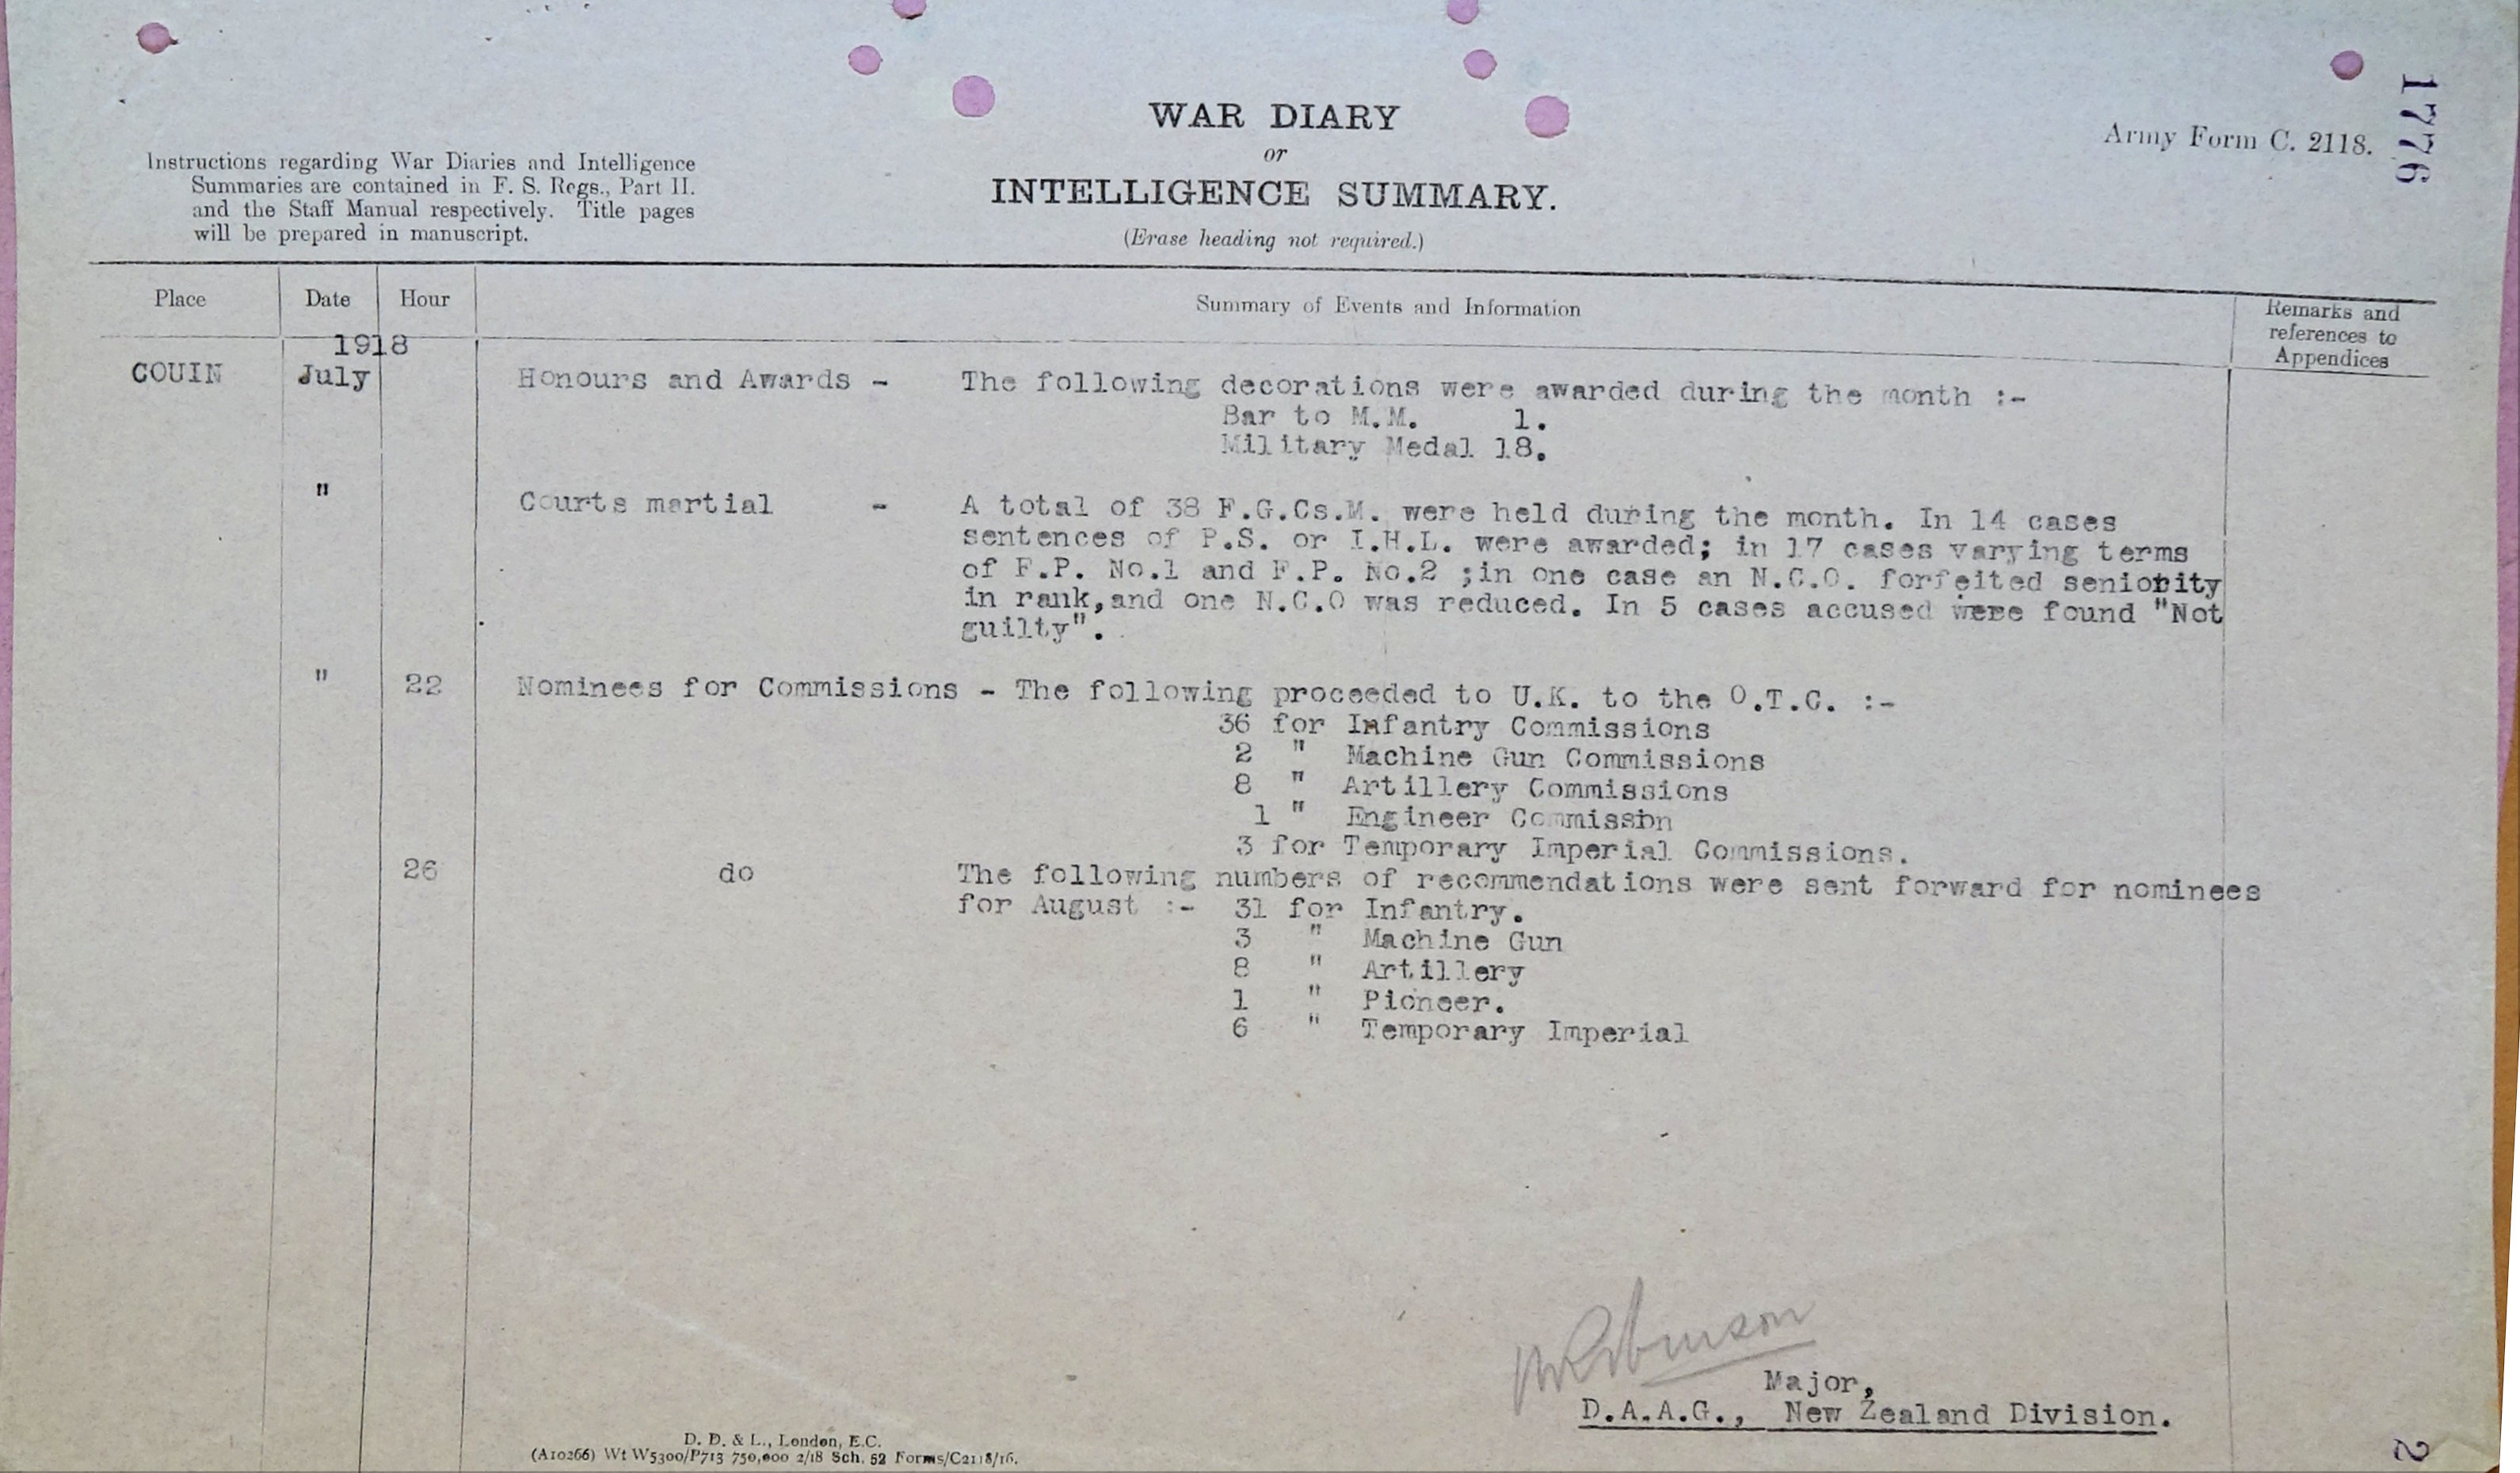 1776
Army Form C. 2118.
WAR DIARY
or
INTELLIGENCE SUMMARY.
(Erase heading not required.)
Instructions regarding War Diaries and Intelligence
Summaries are contained in F. S. Regs., Part II.
and the Staff Manual respectively. Title pages
will be prepared in manuscript.
Place Date Hour Summary of Events and Information Remarks and
references to
Appendices
1918
COUIN July Honours and Awards - The following decorations were awarded during the month :-
Bar to M.M. 1.
Military Medal 18.
" Courts martial - A total of 38 F.G.Cs.M. were held during the month. In 14 cases
sentences of P.S. or I.H.L. were awarded; in 17 cases varying terms
of F.P. No.1 and F.P. No.2 ;in one case an N.C.O. forfeited seniority
in rank,and one N.C.O was reduced. In 5 cases accused were found "Not
guilty".
" 22 Nominees for Commissions - The following proceeded to U.K. to the O.T.C. :-
36 for Infantry Commissions
2 " Machine Gun Commissions
8 " Artillery Commissions
1 " Engineer Commissbn
3 for Temporary Imperial Commissions.
26 do The following numbers of recommendations were sent forward for nominees
for August :- 31 for Infantry.
3 " Machine Gun
8 " Artillery
1 " Pioneer.
6 " Temporary Imperial
Robinson
Major,
D.A.A.G., New Zealand Division.
D. D. & L., London, E.C.
(A10266) Wt W5300/P713 750,000 2/18 Sch. 52 Forms/C2118/16.
2